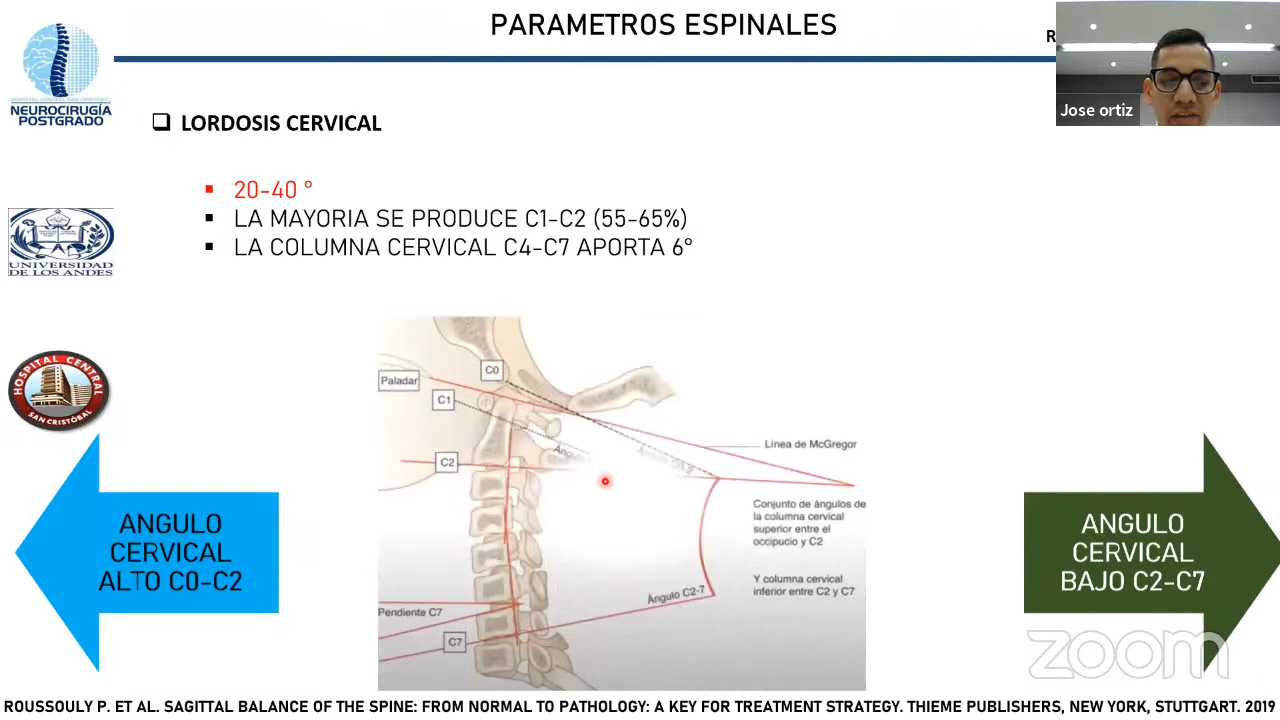 PARAMETROS ESPINALES
R
Jose ortiz
HOSPITAL CENTRAL SAN CRISTOBAL
NEUROCIRUGÍA
POSTGRADO
LORDOSIS CERVICAL
20-40 °
LA MAYORIA SE PRODUCE C1-C2 (55-65%)
LA COLUMNA CERVICAL C4-C7 APORTA 6°
UNIVERSIDAD
DE LOS ANDES
HOSPITAL CENTRAL
SAN CRISTÓBAL
C0
Paladar
C1
Línea de McGregor
C2
Conjunto de ángulos de
la columna cervical
superior entre el
occipucio y C2
Y columna cervical
inferior entre C2 y C7
Ángulo C2-7
Pendiente C7
C7
ANGULO
CERVICAL
ALTO C0-C2
ANGULO
CERVICAL
BAJO C2-C7
zoom
ROUSSOULY P. ET AL. SAGITTAL BALANCE OF THE SPINE: FROM NORMAL TO PATHOLOGY: A KEY FOR TREATMENT STRATEGY. THIEME PUBLISHERS, NEW YORK, STUTTGART. 2019